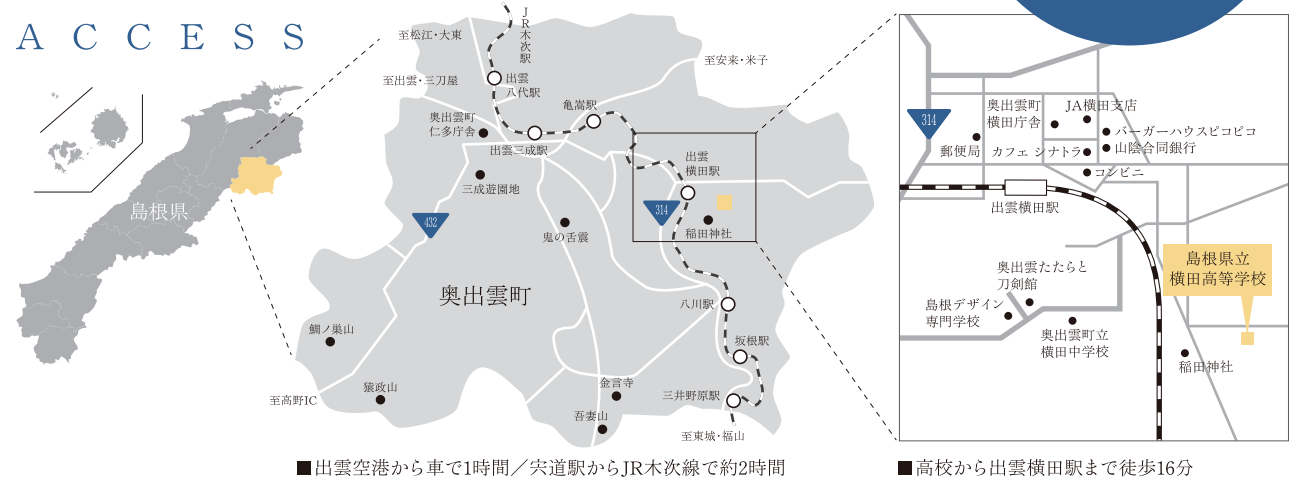 ACCESS
島根県
至松江・大東
JR木次駅
至出雲・三刀屋
出雲
八代駅
至安来・米子
奥出雲町
仁多庁舎
亀嵩駅
出雲三成駅
三成遊園地
出雲
横田駅
432
314
鬼の舌震
稲田神社
奥出雲町
八川駅
鯛ノ巣山
坂根駅
猿政山
金言寺
三井野原駅
至高野IC
吾妻山
至東城・福山
■出雲空港から車で1時間／宍道駅からJR木次線で約2時間
314
奥出雲町
横田庁舎
JA横田支店
バーガーハウスピコピコ
郵便局
カフェ シナトラ
山陰合同銀行
コンビニ
出雲横田駅
島根県立
横田高等学校
奥出雲たたらと
刀剣館
島根デザイン
専門学校
奥出雲町立
横田中学校
稲田神社
■高校から出雲横田駅まで徒歩16分